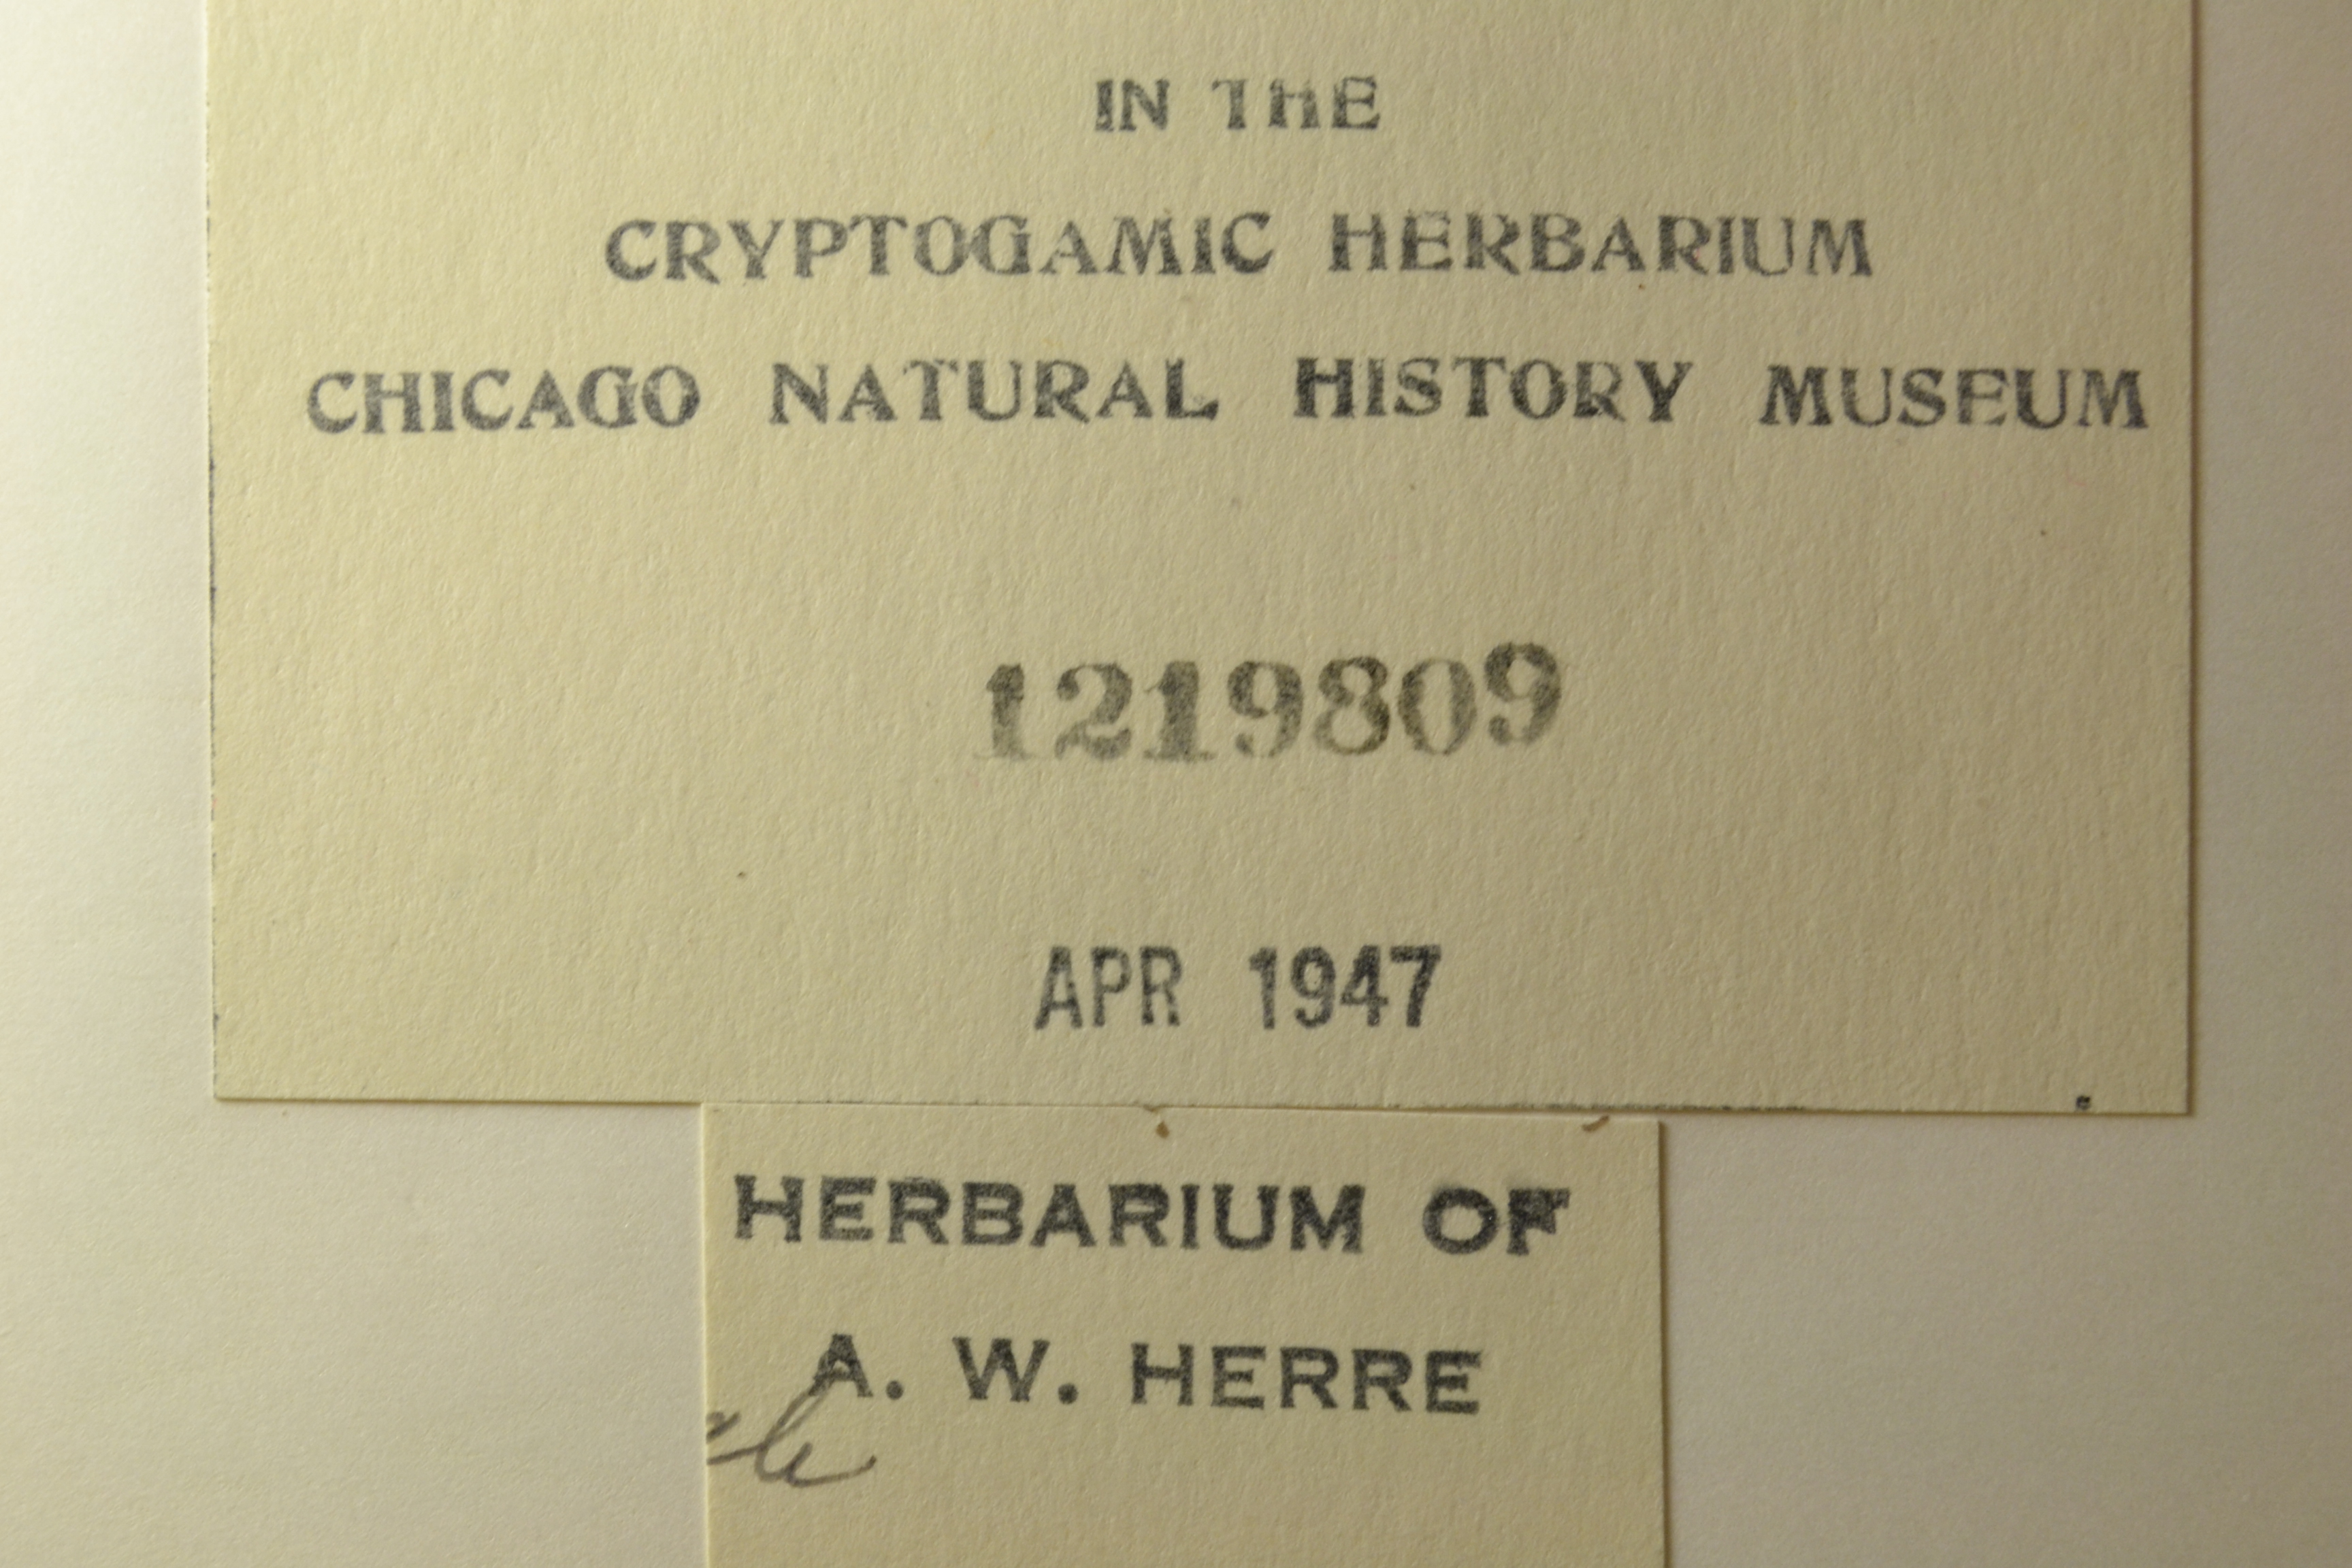 IN THE
CRYPTOGAMIC HERBARIUM
CHICAGO NATURAL HISTORY MUSEUM
1219809
APR 1947
HERBARIUM OF
A. W. HERRE